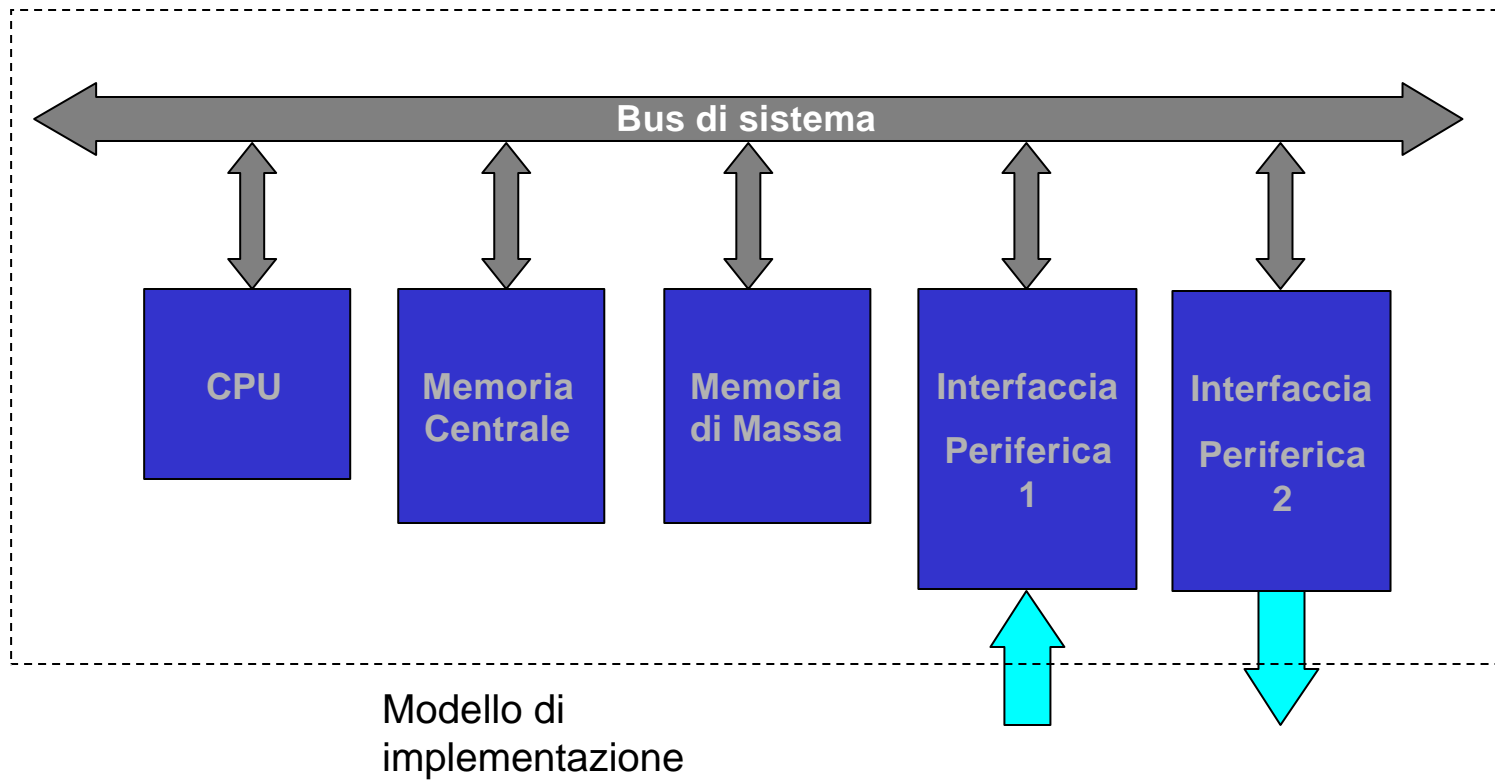 Bus di sistema
CPU
Memoria
Centrale
Memoria
di Massa
Interfaccia
Periferica
1
Interfaccia
Periferica
2
Modello di
implementazione